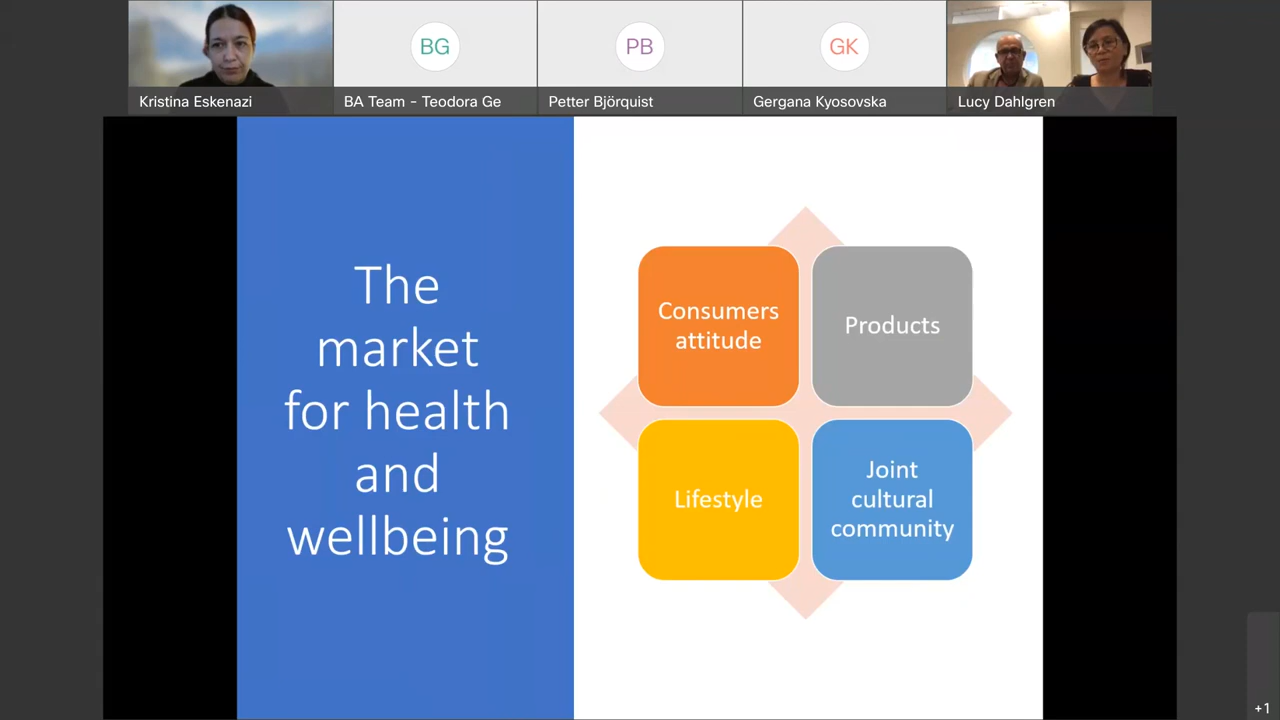 BG
PB
GK
Kristina Eskenazi
BA Team - Teodora Ge
Petter Björquist
Gergana Kyosovska
Lucy Dahlgren
The
market
for health
and
wellbeing
Consumers
attitude
Products
Lifestyle
Joint
cultural
community
+1